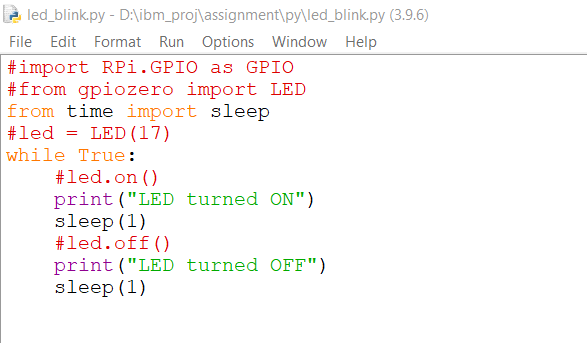 led_blink.py - D:\ibm_proj\assignment\py\led_blink.py (3.9.6)
File Edit Format Run Options Window Help
#import RPi.GPIO as GPIO
#from gpiozero import LED
from time import sleep
#led = LED(17)
while True:
    #led.on()
    print("LED turned ON")
    sleep(1)
    #led.off()
    print("LED turned OFF")
    sleep(1)